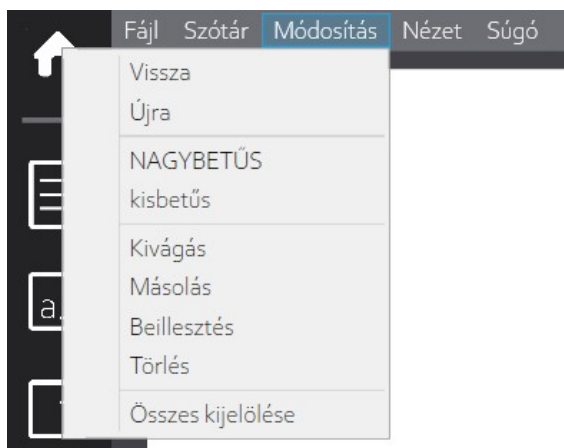 Fájl Szótár Módosítás Nézet Súgó
Vissza
Újra
NAGYBETŰS
kisbetűs
Kivágás
a.
Másolás
Beillesztés
Törlés
Összes kijelölése